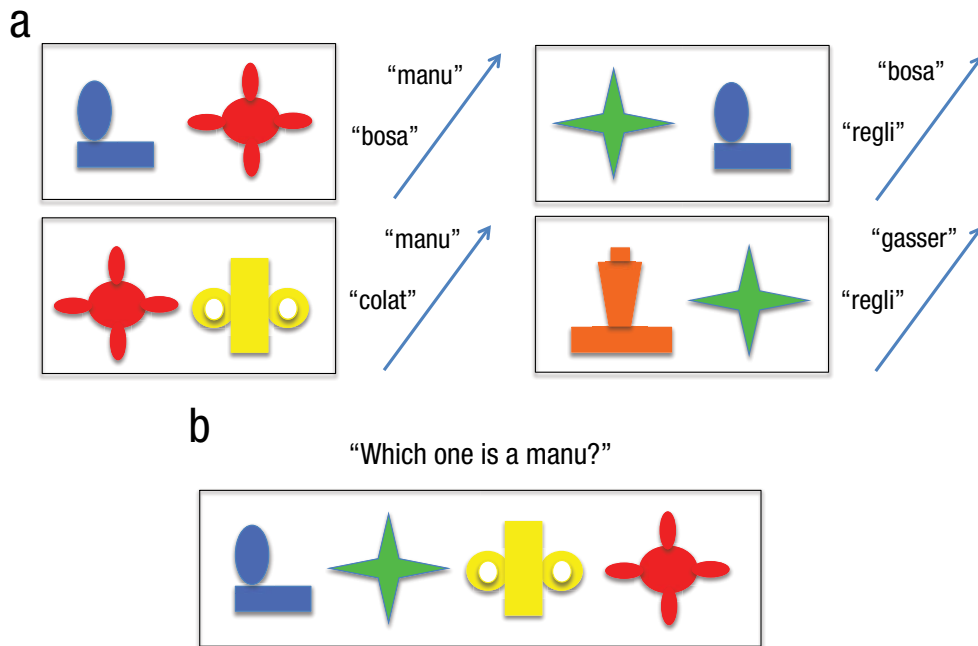 a
“manu”
“bosa”
“bosa”
“regli”
“manu”
“colat”
“gasser”
“regli”
b
“Which one is a manu?”